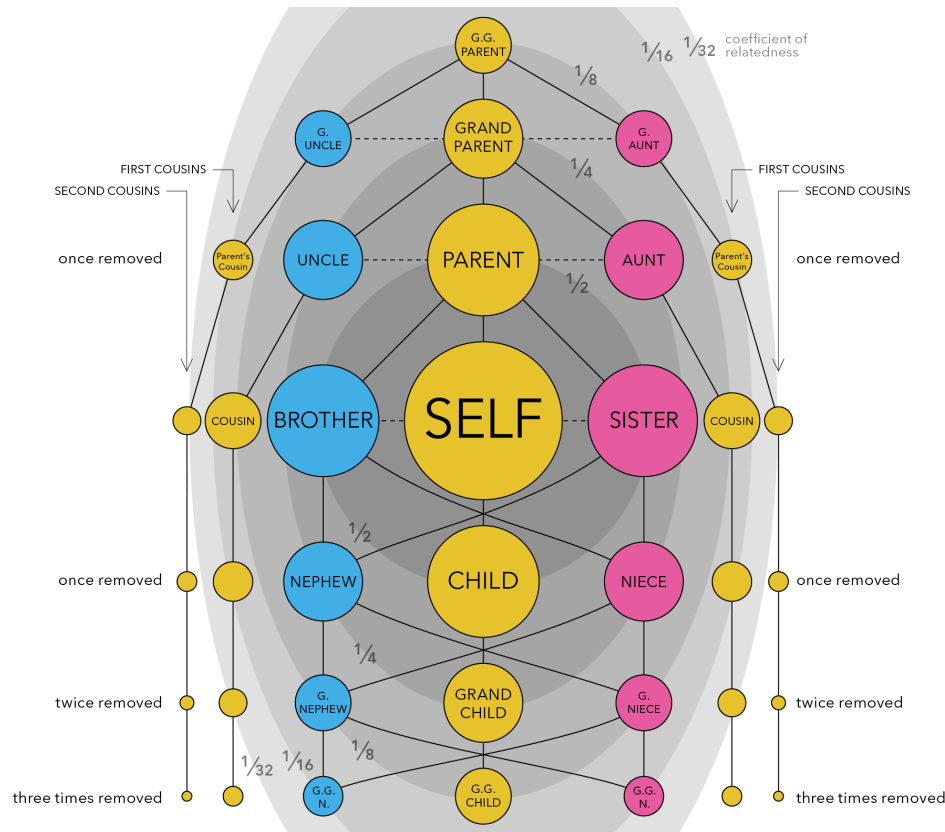 G.G.
PARENT
1/8
1/16
1/32
coefficient of
relatedness
G.
UNCLE
GRAND
PARENT
G.
AUNT
1/4
FIRST COUSINS
SECOND COUSINS
FIRST COUSINS
SECOND COUSINS
once removed
Parent's
Cousin
UNCLE
PARENT
AUNT
Parent's
Cousin
once removed
1/2
COUSIN
BROTHER
SELF
SISTER
COUSIN
1/2
once removed
NEPHEW
CHILD
NIECE
once removed
1/4
twice removed
G.
NEPHEW
GRAND
CHILD
G.
NIECE
twice removed
1/32
1/16
1/8
three times removed
G.G.
N.
G.G.
CHILD
G.G.
N.
three times removed